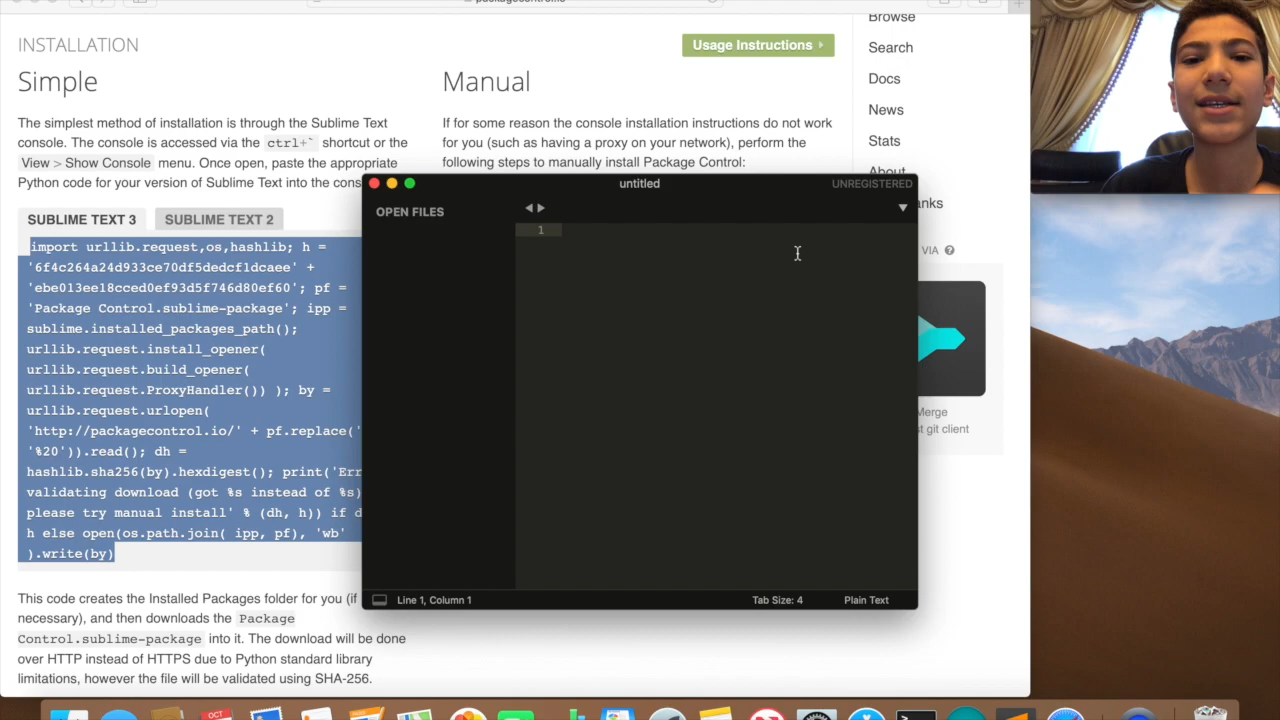 INSTALLATION
Usage Instructions
Simple
The simplest method of installation is through the Sublime Text
console. The console is accessed via the ctrl+` shortcut or the
View > Show Console menu. Once open, paste the appropriate
Python code for your version of Sublime Text into the
SUBLIME TEXT 3 SUBLIME TEXT 2
import urllib.request,os,hashlib; h =
'6f4c264a24d933ce70df5dedcf1dcaee' +
'ebe013ee18cced0ef93d5f746d80ef60'; pf =
'Package Control.sublime-package'; ipp =
sublime.installed_packages_path();
urllib.request.install_opener(
urllib.request.build_opener(
urllib.request.ProxyHandler()) ); by =
urllib.request.urlopen(
'http://packagecontrol.io/' + pf.replace('
'%20')).read(); dh =
hashlib.sha256(by).hexdigest(); print('Err
validating download (got %s instead of %s)
please try manual install' % (dh, h)) if d
h else open(os.path.join( ipp, pf), 'wb'
).write(by)
This code creates the Installed Packages folder for you (if
necessary), and then downloads the Package
Control.sublime-package into it. The download will be done
over HTTP instead of HTTPS due to Python standard library
limitations, however the file will be validated using SHA-256.
Manual
If for some reason the console installation instructions do not work
for you (such as having a proxy on your network), perform the
following steps to manually install Package Control:
Browse
Search
Docs
News
Stats
About
VIA ?
Merge
git client
untitled
UNREGISTERED
OPEN FILES
1
Line 1, Column 1
Tab Size: 4
Plain Text
OCT